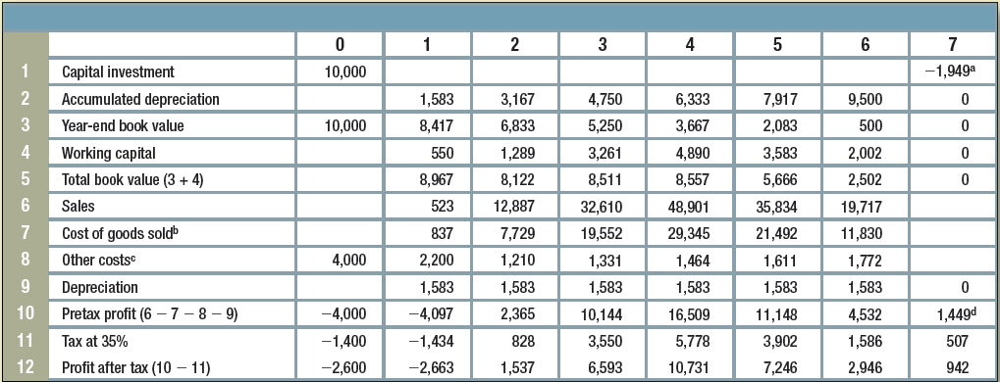 0 1 2 3 4 5 6 7
1 Capital investment 10,000 −1,949ᵃ
2 Accumulated depreciation 1,583 3,167 4,750 6,333 7,917 9,500 0
3 Year-end book value 10,000 8,417 6,833 5,250 3,667 2,083 500 0
4 Working capital 550 1,289 3,261 4,890 3,583 2,002 0
5 Total book value (3 + 4) 8,967 8,122 8,511 8,557 5,666 2,502 0
6 Sales 523 12,887 32,610 48,901 35,834 19,717
7 Cost of goods soldᵇ 837 7,729 19,552 29,345 21,492 11,830
8 Other costsᶜ 4,000 2,200 1,210 1,331 1,464 1,611 1,772
9 Depreciation 1,583 1,583 1,583 1,583 1,583 1,583 0
10 Pretax profit (6 − 7 − 8 − 9) −4,000 −4,097 2,365 10,144 16,509 11,148 4,532 1,449ᵈ
11 Tax at 35% −1,400 −1,434 828 3,550 5,778 3,902 1,586 507
12 Profit after tax (10 − 11) −2,600 −2,663 1,537 6,593 10,731 7,246 2,946 942